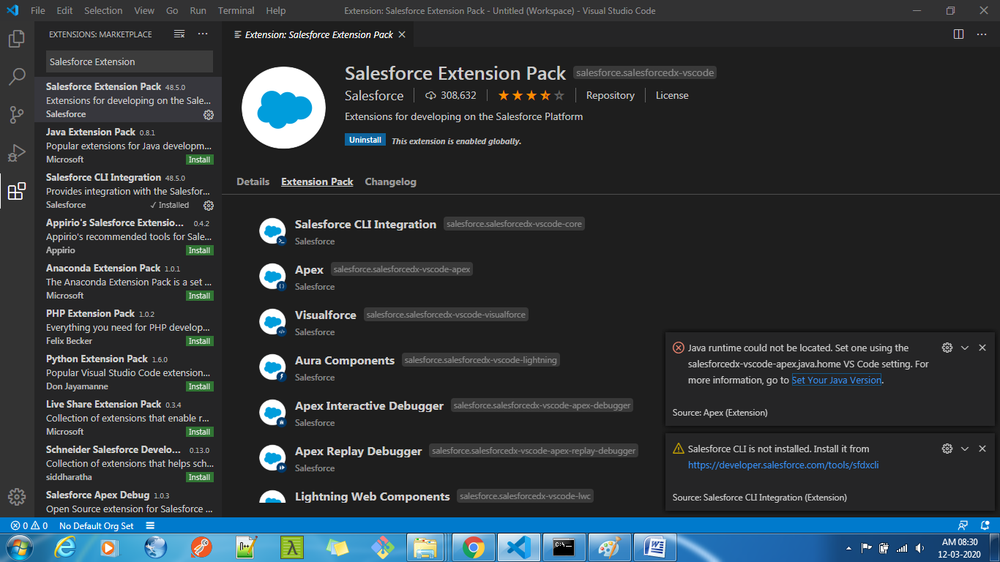 File Edit Selection View Go Run Terminal Help
Extension: Salesforce Extension Pack - Untitled (Workspace) - Visual Studio Code
EXTENSIONS: MARKETPLACE
Salesforce Extension
Salesforce Extension Pack 48.5.0
Extensions for developing on the Sale...
Salesforce
Java Extension Pack 0.8.1
Popular extensions for Java developm...
Microsoft Install
Salesforce CLI Integration 48.5.0
Provides integration with the Salesfor...
Salesforce ✓ Installed
Appirio's Salesforce Extensio... 0.4.2
Appirio's recommended tools for Sale...
Appirio Install
Anaconda Extension Pack 1.0.1
The Anaconda Extension Pack is a set ...
Microsoft Install
PHP Extension Pack 1.0.2
Everything you need for PHP develop...
Felix Becker Install
Python Extension Pack 1.6.0
Popular Visual Studio Code extension...
Don Jayamanne Install
Live Share Extension Pack 0.3.4
Collection of extensions that enable r...
Microsoft Install
Schneider Salesforce Develo... 0.13.0
Collection of extensions that helps sch...
siddharatha Install
Salesforce Apex Debug 1.0.3
Open Source extension for Salesforce ...
Extension: Salesforce Extension Pack
Salesforce Extension Pack salesforce.salesforcedx-vscode
Salesforce 308,632 Repository License
Extensions for developing on the Salesforce Platform
Uninstall This extension is enabled globally.
Details Extension Pack Changelog
Salesforce CLI Integration salesforce.salesforcedx-vscode-core
Salesforce
Apex salesforce.salesforcedx-vscode-apex
Salesforce
Visualforce salesforce.salesforcedx-vscode-visualforce
Salesforce
Aura Components salesforce.salesforcedx-vscode-lightning
Salesforce
Apex Interactive Debugger salesforce.salesforcedx-vscode-apex-debugger
Salesforce
Apex Replay Debugger salesforce.salesforcedx-vscode-apex-replay-debugger
Salesforce
Lightning Web Components salesforce.salesforcedx-vscode-lwc
Java runtime could not be located. Set one using the
salesforcedx-vscode-apex.java.home VS Code setting. For
more information, go to Set Your Java Version.
Source: Apex (Extension)
Salesforce CLI is not installed. Install it from
https://developer.salesforce.com/tools/sfdxcli
Source: Salesforce CLI Integration (Extension)
0 0 No Default Org Set
AM 08:30
12-03-2020